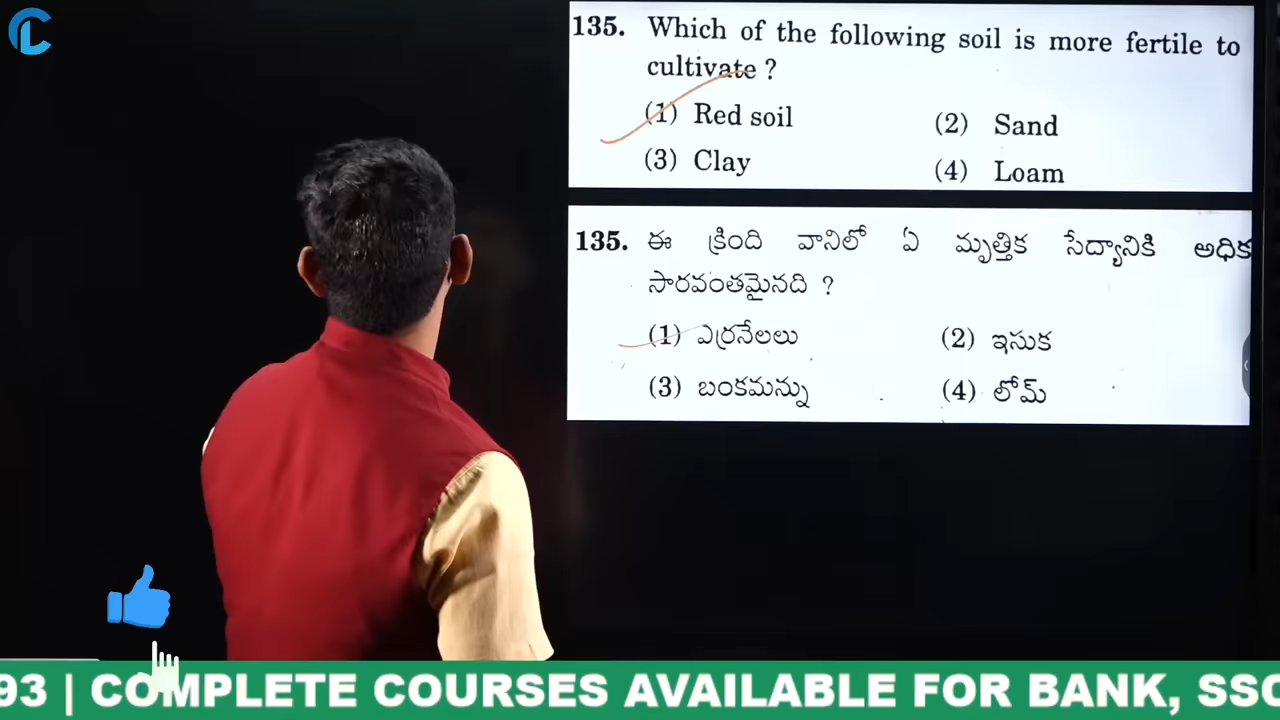 135. Which of the following soil is more fertile to
cultivate ?
(1) Red soil (2) Sand
(3) Clay (4) Loam
135. ఈ క్రింది వానిలో ఏ మృత్తిక సేద్యానికి అధిక
సారవంతమైనది ?
(1) ఎర్రనేలలు (2) ఇసుక
(3) బంకమన్ను (4) లోమ్
93 | COMPLETE COURSES AVAILABLE FOR BANK, SSC